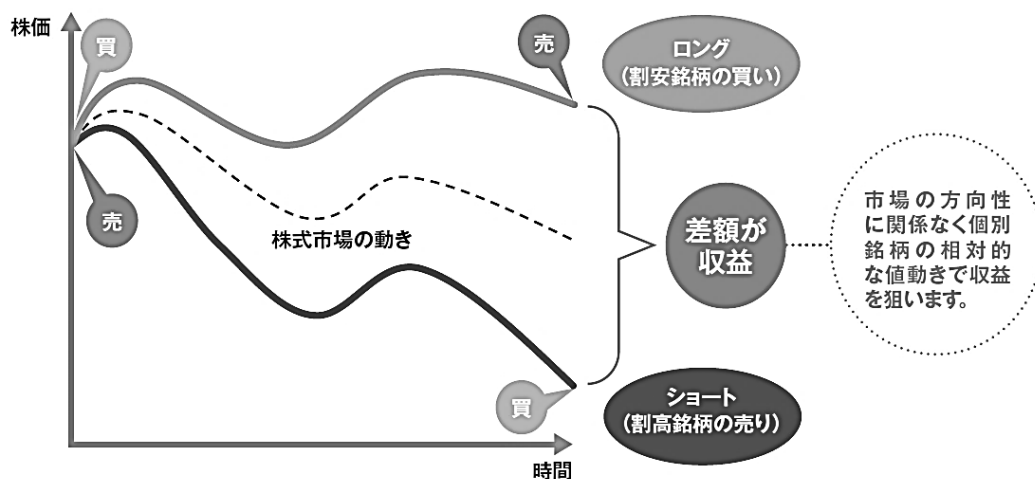 株価
買
売
ロング
(割安銘柄の買い)
売
株式市場の動き
差額が
収益
市場の方向性
に関係なく個別
銘柄の相対的
な値動きで収益
を狙います。
買
ショート
(割高銘柄の売り)
時間